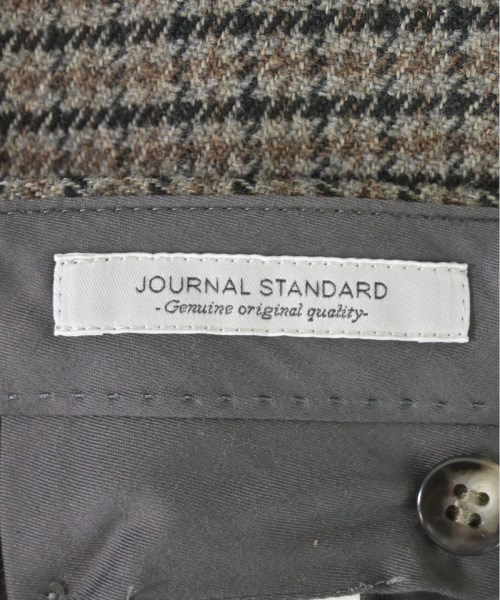 JOURNAL STANDARD
-Genuine original quality-